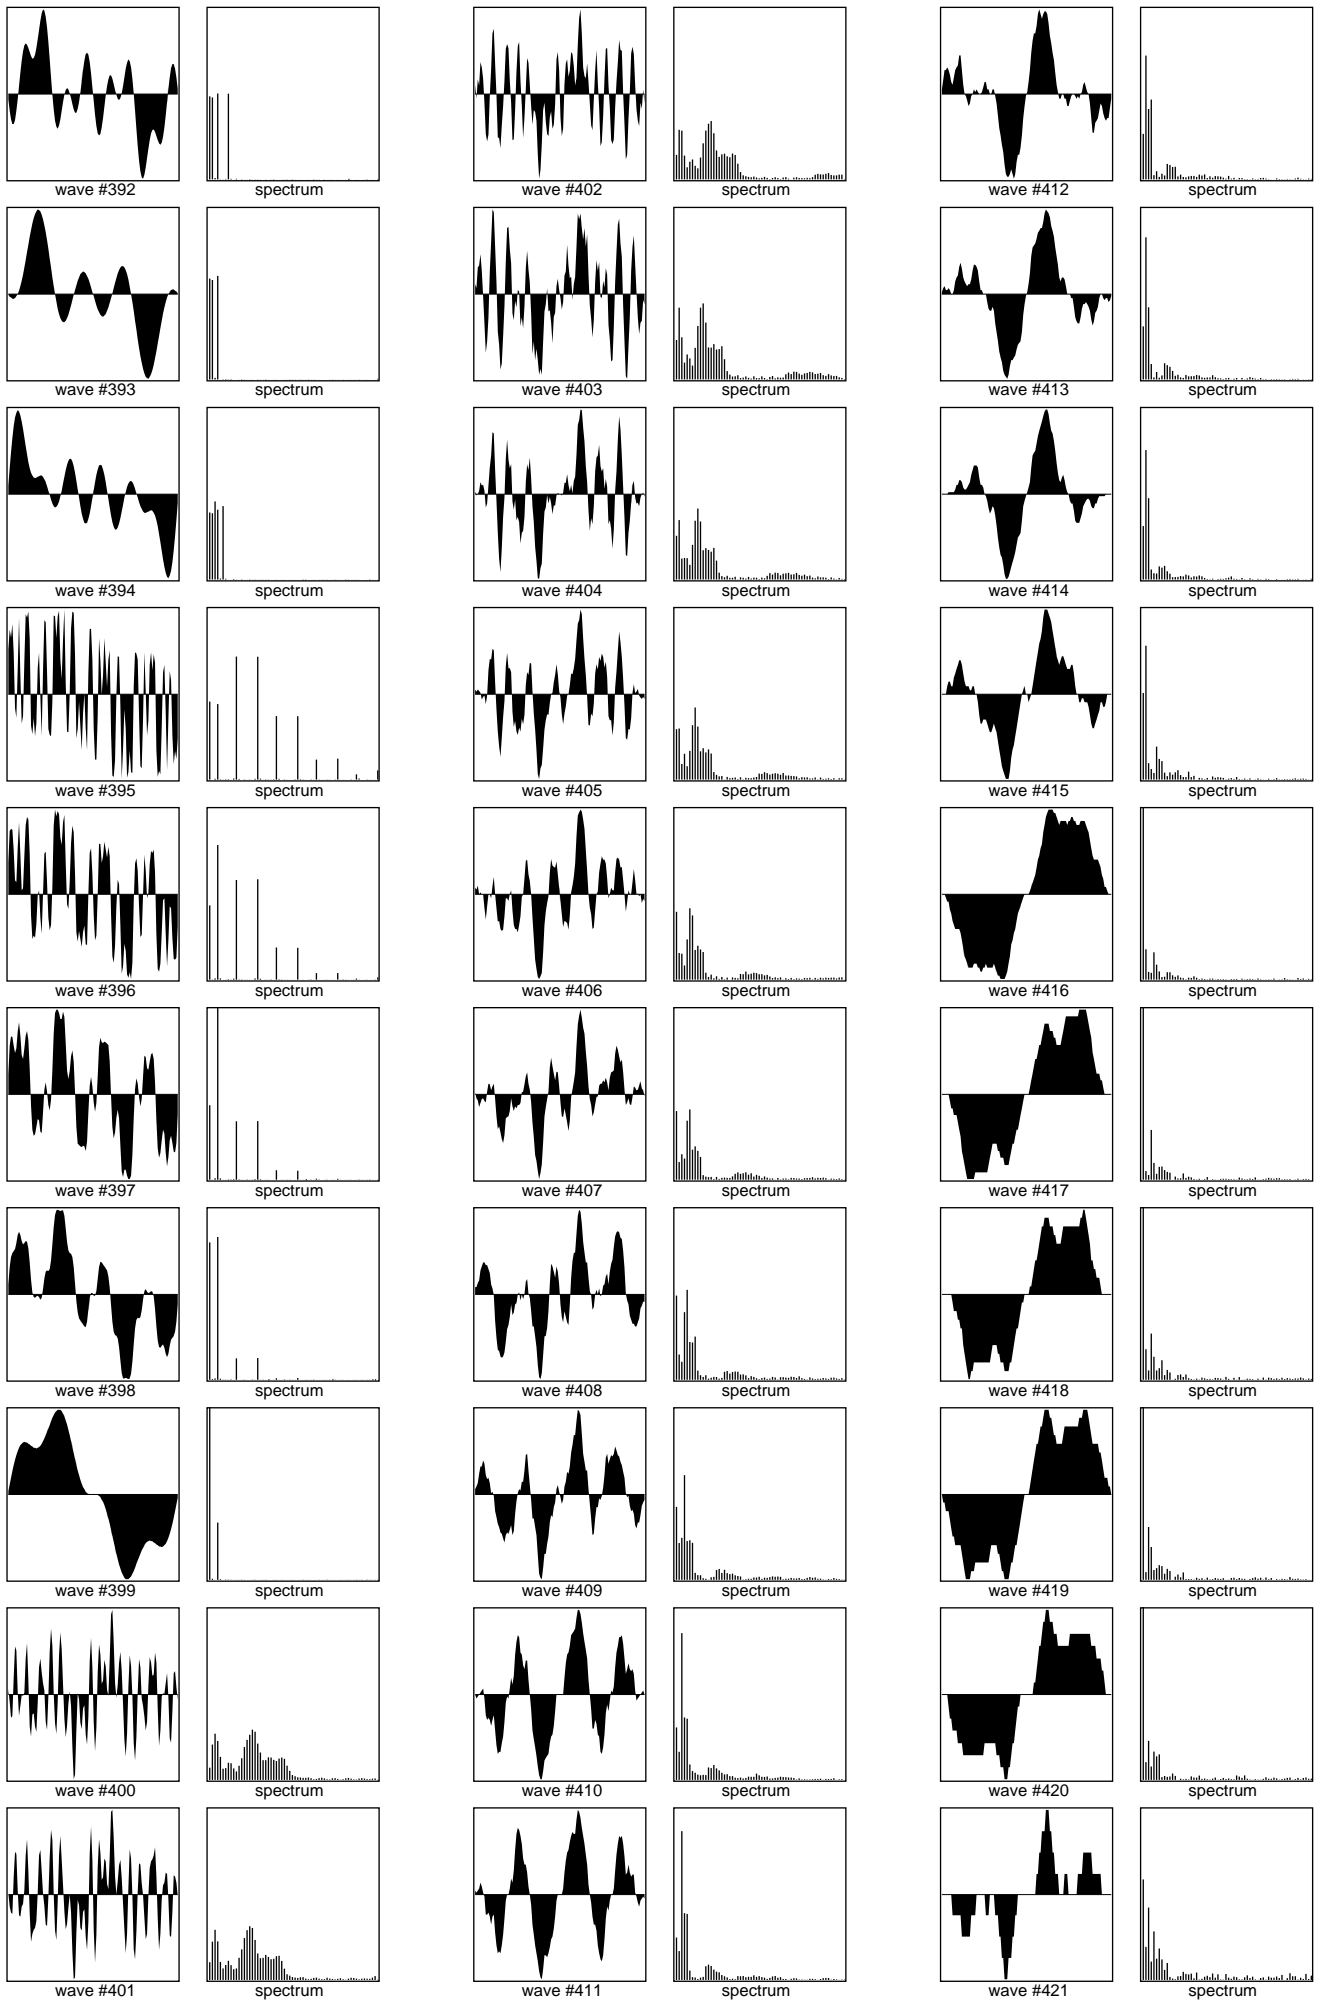 wave #392 spectrum wave #402 spectrum wave #412 spectrum
wave #393 spectrum wave #403 spectrum wave #413 spectrum
wave #394 spectrum wave #404 spectrum wave #414 spectrum
wave #395 spectrum wave #405 spectrum wave #415 spectrum
wave #396 spectrum wave #406 spectrum wave #416 spectrum
wave #397 spectrum wave #407 spectrum wave #417 spectrum
wave #398 spectrum wave #408 spectrum wave #418 spectrum
wave #399 spectrum wave #409 spectrum wave #419 spectrum
wave #400 spectrum wave #410 spectrum wave #420 spectrum
wave #401 spectrum wave #411 spectrum wave #421 spectrum